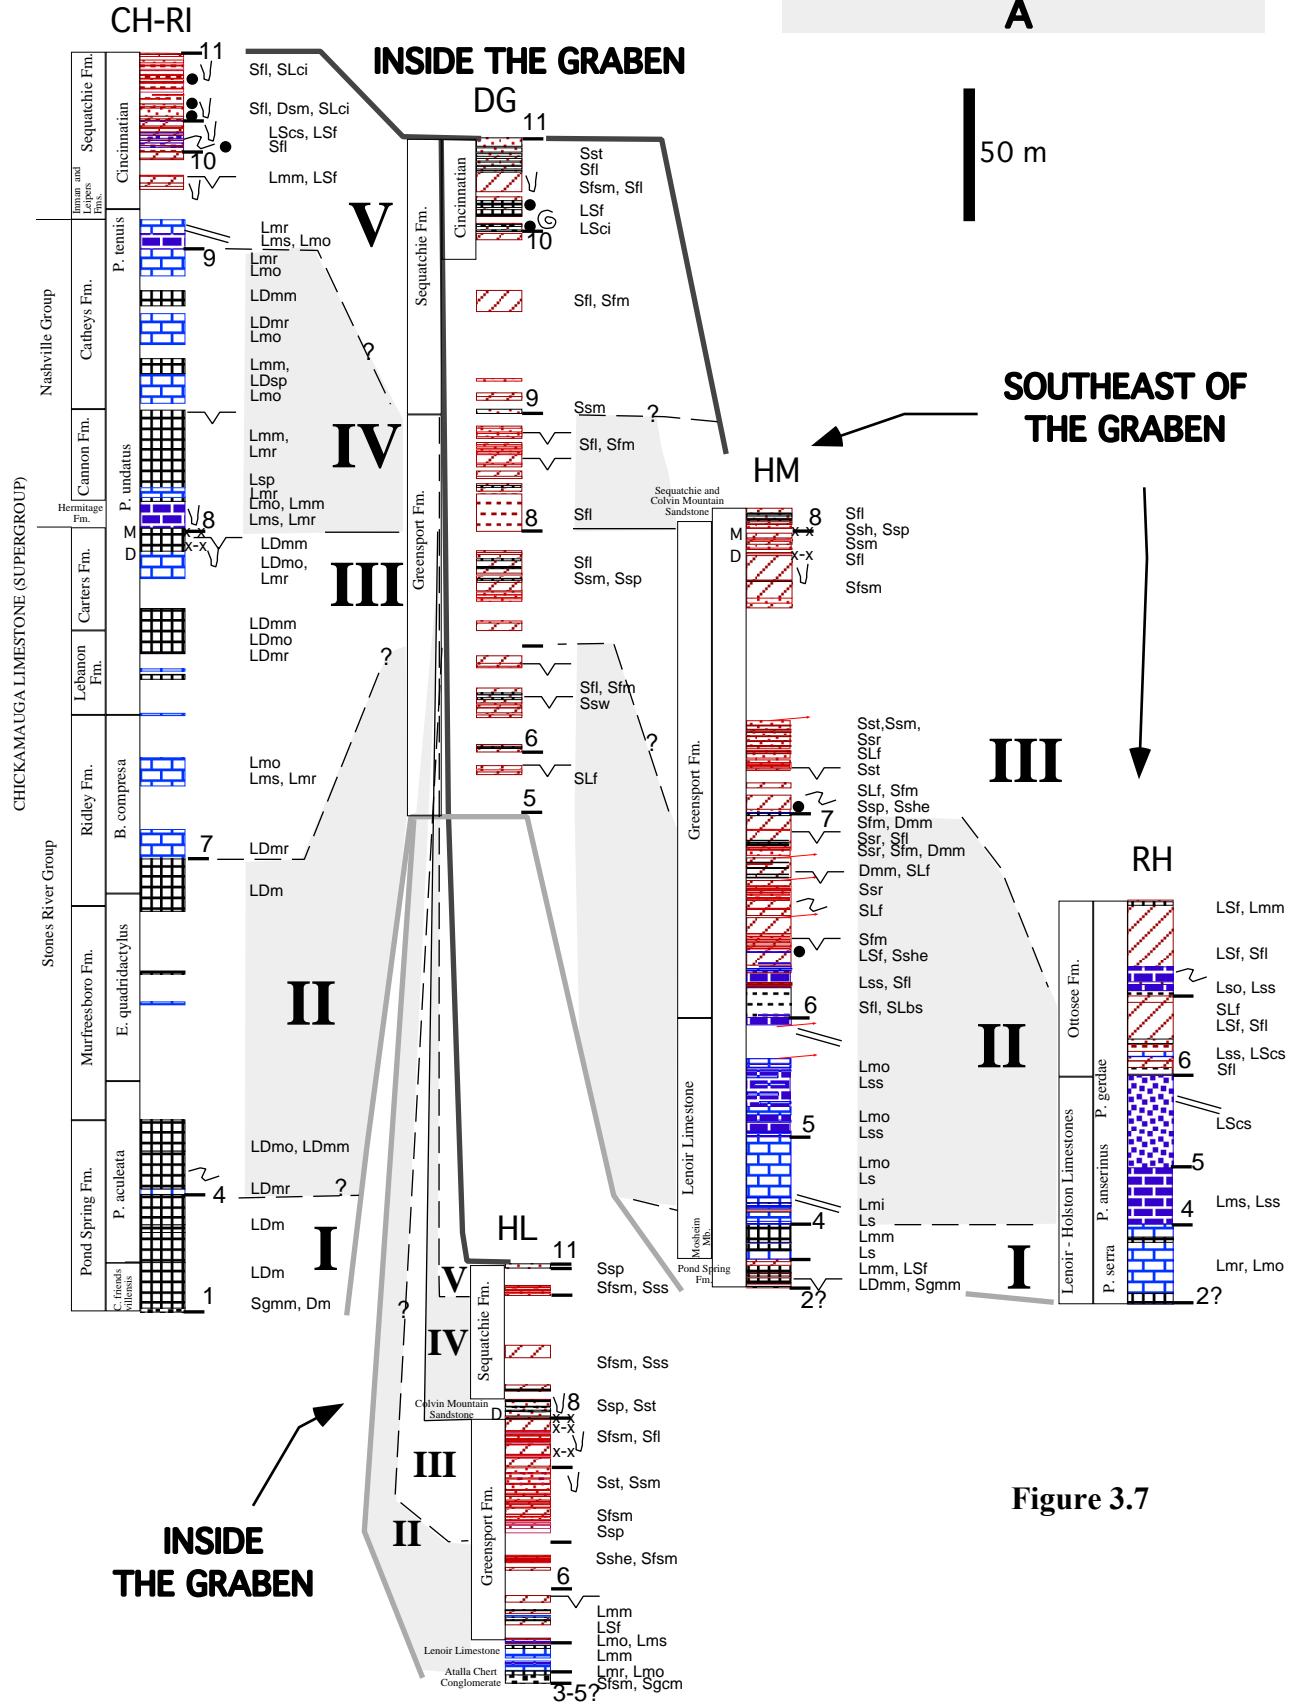 A
CH-RI
INSIDE THE GRABEN
DG
50 m
SOUTHEAST OF
THE GRABEN
HM
RH
HL
INSIDE
THE GRABEN
Figure 3.7
CHICKAMAUGA LIMESTONE (SUPERGROUP)
Nashville Group
Stones River Group
Sequatchie Fm.
Inman and
Leipers
Fms.
Catheys Fm.
Cannon Fm.
Hermitage
Fm.
Carters Fm.
Lebanon
Fm.
Ridley Fm.
Murfreesboro Fm.
Pond Spring Fm.
Cincinnatian
P. tenuis
P. undatus
B. compressa
E. quadridactylus
P. aculeata
C. friends
villensis
M
D
x-x
x-x
11
10
9
8
7
4
1
Sfl, SLci
Sfl, Dsm, SLci
LScs, LSf
Sfl
Lmm, LSf
Lmr
Lms, Lmo
Lmr
Lmo
LDmm
LDmr
Lmo
Lmm,
LDsp
Lmo
Lmm,
Lmr
Lsp
Lmr
Lmo, Lmm
Lms, Lmr
LDmm
LDmo,
Lmr
LDmm
LDmo
LDmr
Lmo
Lms, Lmr
LDmr
LDm
LDmo, LDmm
LDmr
LDm
LDm
Sgmm, Dm
V
IV
III
II
I
?
?
?
?
Sequatchie Fm.
Greensport Fm.
Cincinnatian
11
10
9
8
6
5
Sst
Sfl
Sfsm, Sfl
LSf
LSci
Sfl, Sfm
Ssm
Sfl, Sfm
Sfl
Sfl
Ssm, Ssp
Sfl, Sfm
Ssw
SLf
?
?
Sequatchie and
Colvin Mountain
Sandstone
Greensport Fm.
Lenoir Limestone
Mosheim
Mb.
Pond Spring
Fm.
M
D
x-x
x-x
8
7
6
5
4
2?
Sfl
Ssh, Ssp
Ssm
Sfl
Sfsm
Sst,Ssm,
Ssr
SLf
Sst
SLf, Sfm
Ssp, Sshe
Sfm, Dmm
Ssr, Sfl
Ssr, Sfm, Dmm
Dmm, SLf
Ssr
SLf
Sfm
LSf, Sshe
Lss, Sfl
Sfl, SLbs
Lmo
Lss
Lmo
Lss
Lmo
Ls
Lmi
Ls
Lmm
Ls
Lmm, LSf
LDmm, Sgmm
III
II
I
Ottosee Fm.
Lenoir - Holston Limestones
P. gerdae
P. anserinus
P. serra
6
5
4
2?
LSf, Lmm
LSf, Sfl
Lso, Lss
SLf
LSf, Sfl
Lss, LScs
Sfl
LScs
Lms, Lss
Lmr, Lmo
V
IV
III
II
Sequatchie Fm.
Colvin Mountain
Sandstone
D
Greensport Fm.
Lenoir Limestone
Atalla Chert
Conglomerate
11
8
x-x
x-x
x-x
6
3-5?
Ssp
Sfsm, Sss
Sfsm, Sss
Ssp, Sst
Sfsm, Sfl
Sst, Ssm
Sfsm
Ssp
Sshe, Sfsm
Lmm
LSf
Lmo, Lms
Lmm
Lmr, Lmo
Sfsm, Sgcm
?